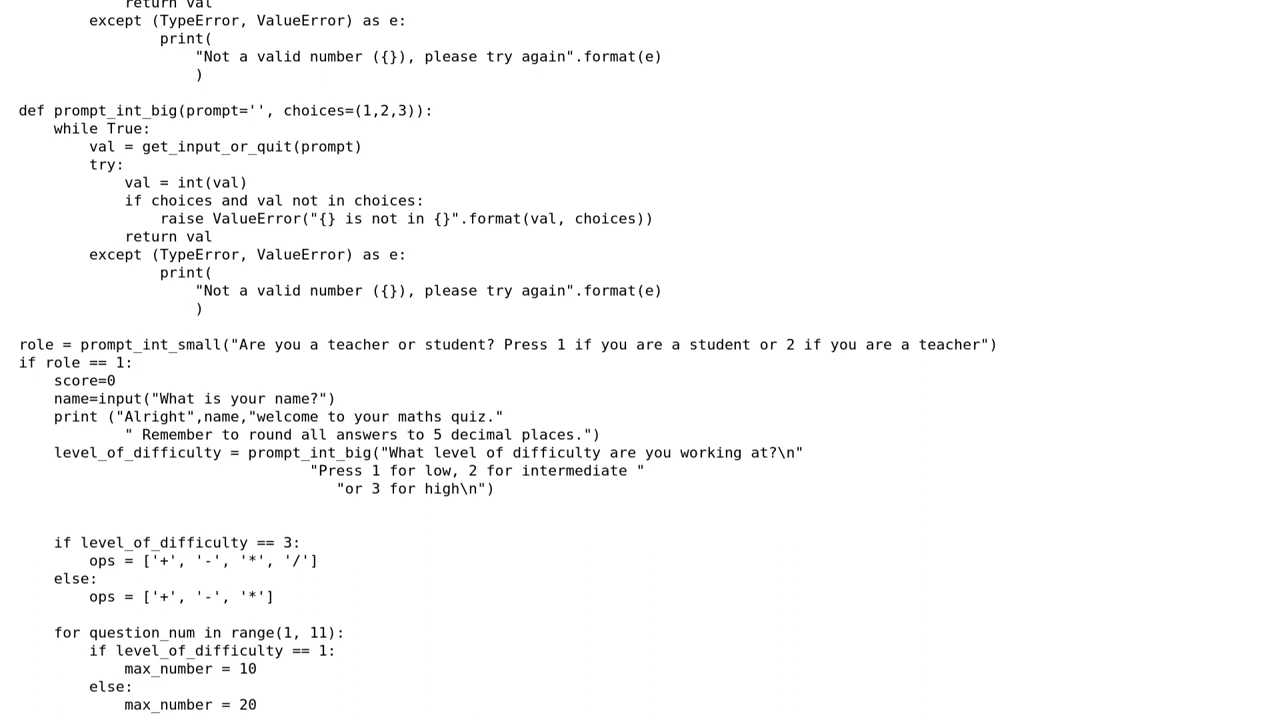 return val
        except (TypeError, ValueError) as e:
                print(
                    "Not a valid number ({}), please try again".format(e)
                    )

def prompt_int_big(prompt='', choices=(1,2,3)):
    while True:
        val = get_input_or_quit(prompt)
        try:
            val = int(val)
            if choices and val not in choices:
                raise ValueError("{} is not in {}".format(val, choices))
            return val
        except (TypeError, ValueError) as e:
                print(
                    "Not a valid number ({}), please try again".format(e)
                    )

role = prompt_int_small("Are you a teacher or student? Press 1 if you are a student or 2 if you are a teacher")
if role == 1:
    score=0
    name=input("What is your name?")
    print ("Alright",name,"welcome to your maths quiz."
            " Remember to round all answers to 5 decimal places.")
    level_of_difficulty = prompt_int_big("What level of difficulty are you working at?\n"
                                 "Press 1 for low, 2 for intermediate "
                                    "or 3 for high\n")


    if level_of_difficulty == 3:
        ops = ['+', '-', '*', '/']
    else:
        ops = ['+', '-', '*']

    for question_num in range(1, 11):
        if level_of_difficulty == 1:
            max_number = 10
        else:
            max_number = 20